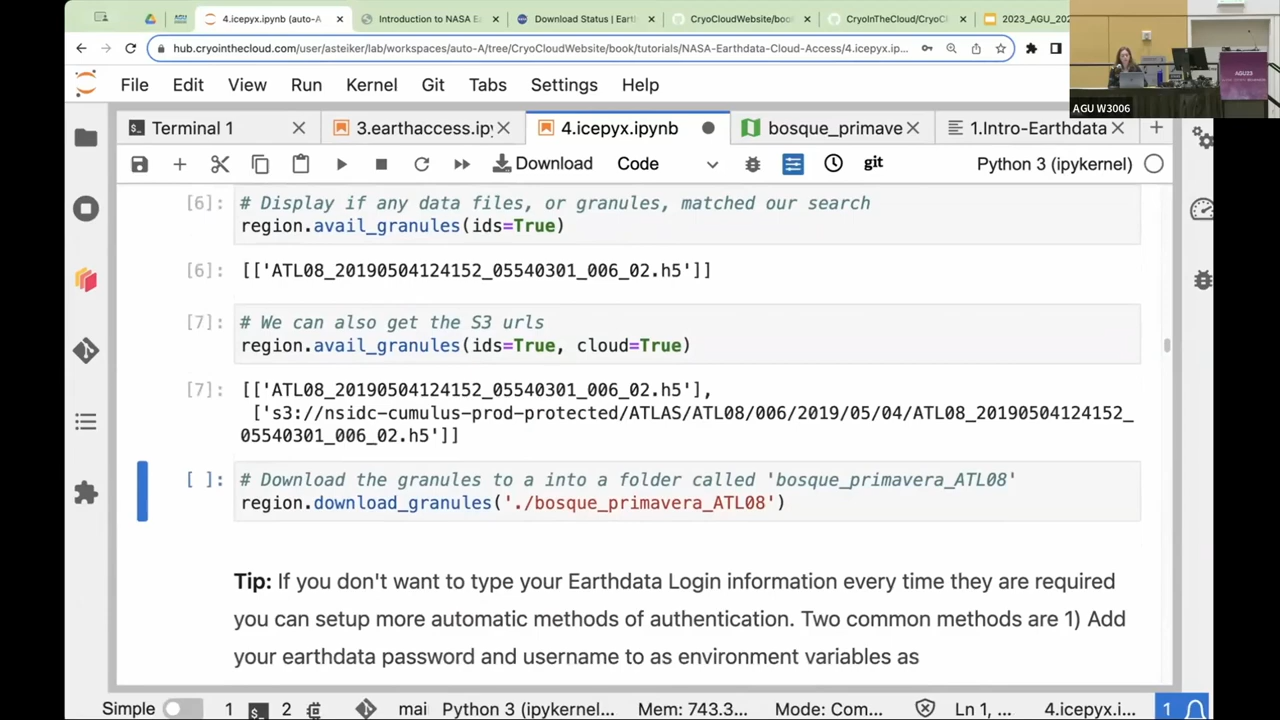 4.icepyx.ipynb (auto-A
Introduction to NASA E
Download Status | Eart
CryoCloudWebsite/boo
CryoInTheCloud/CryoC
2023_AGU_202
hub.cryointhecloud.com/user/asteiker/lab/workspaces/auto-A/tree/CryoCloudWebsite/book/tutorials/NASA-Earthdata-Cloud-Access/4.icepyx.ip...
AGU23
AGU W3006
File Edit View Run Kernel Git Tabs Settings Help
Terminal 1
3.earthaccess.ipy
4.icepyx.ipynb
bosque_primave
1.Intro-Earthdata
Download Code git Python 3 (ipykernel)
[6]: # Display if any data files, or granules, matched our search
region.avail_granules(ids=True)
[6]: [['ATL08_20190504124152_05540301_006_02.h5']]
[7]: # We can also get the S3 urls
region.avail_granules(ids=True, cloud=True)
[7]: [['ATL08_20190504124152_05540301_006_02.h5'],
['s3://nsidc-cumulus-prod-protected/ATLAS/ATL08/006/2019/05/04/ATL08_20190504124152_
05540301_006_02.h5']]
[ ]: # Download the granules to a into a folder called 'bosque_primavera_ATL08'
region.download_granules('./bosque_primavera_ATL08')
Tip: If you don't want to type your Earthdata Login information every time they are required
you can setup more automatic methods of authentication. Two common methods are 1) Add
your earthdata password and username to as environment variables as
Simple 1 2 mai Python 3 (ipykernel... Mem: 743.3... Mode: Com... Ln 1, ... 4.icepyx.i... 1